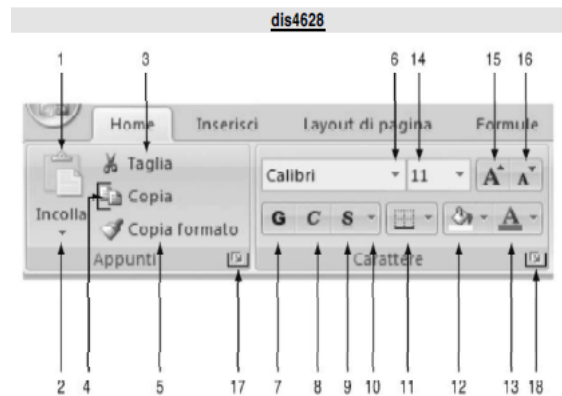 dis4628
1 3 6 14 15 16
Home Inserisci Layout di pagina Formule
Taglia
Calibri 11 A A
Copia
Incolla
G C S A
Copia formato
Appunti Carattere
2 4 5 17 7 8 9 10 11 12 13 18